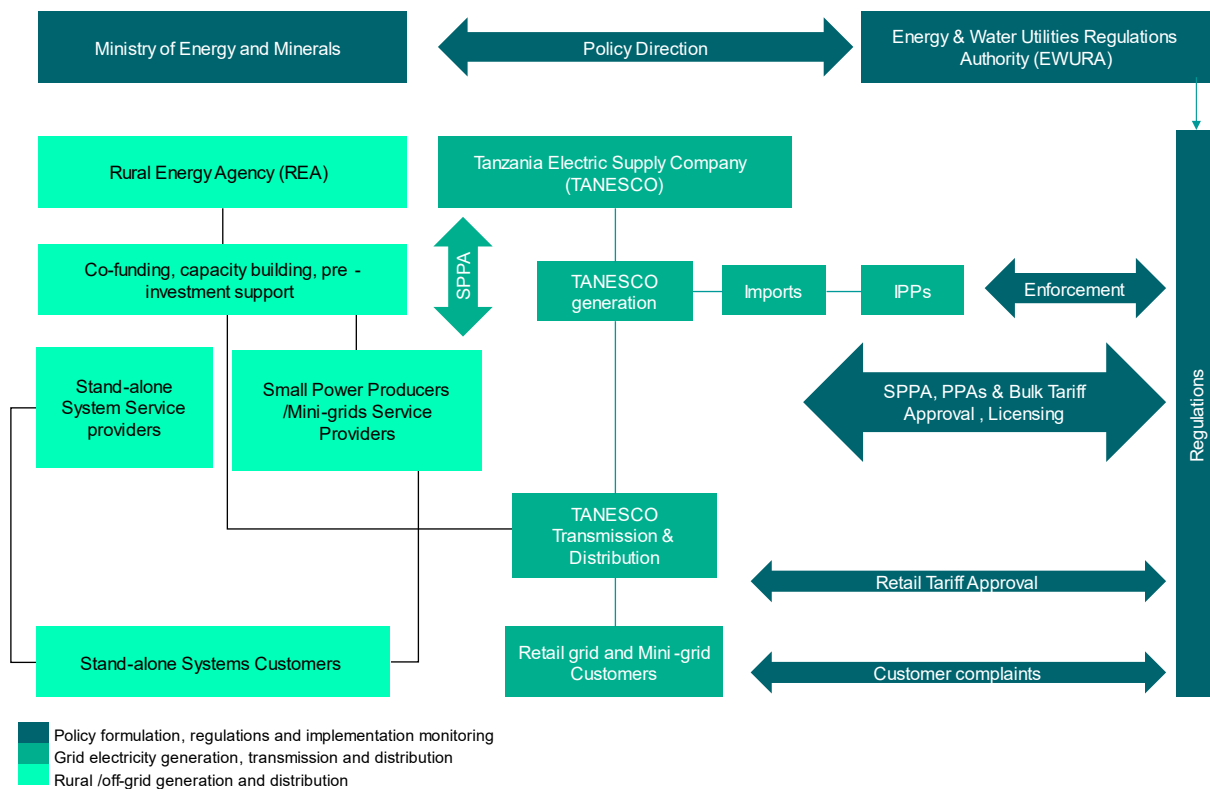 Ministry of Energy and Minerals
Policy Direction
Energy & Water Utilities Regulations
Authority (EWURA)
Rural Energy Agency (REA)
Tanzania Electric Supply Company
(TANESCO)
Co-funding, capacity building, pre -
investment support
SPPA
TANESCO
generation
Imports
IPPs
Enforcement
Stand-alone
System Service
providers
Small Power Producers
/Mini-grids Service
Providers
SPPA, PPAs & Bulk Tariff
Approval , Licensing
Regulations
TANESCO
Transmission &
Distribution
Retail Tariff Approval
Stand-alone Systems Customers
Retail grid and Mini -grid
Customers
Customer complaints
Policy formulation, regulations and implementation monitoring
Grid electricity generation, transmission and distribution
Rural /off-grid generation and distribution